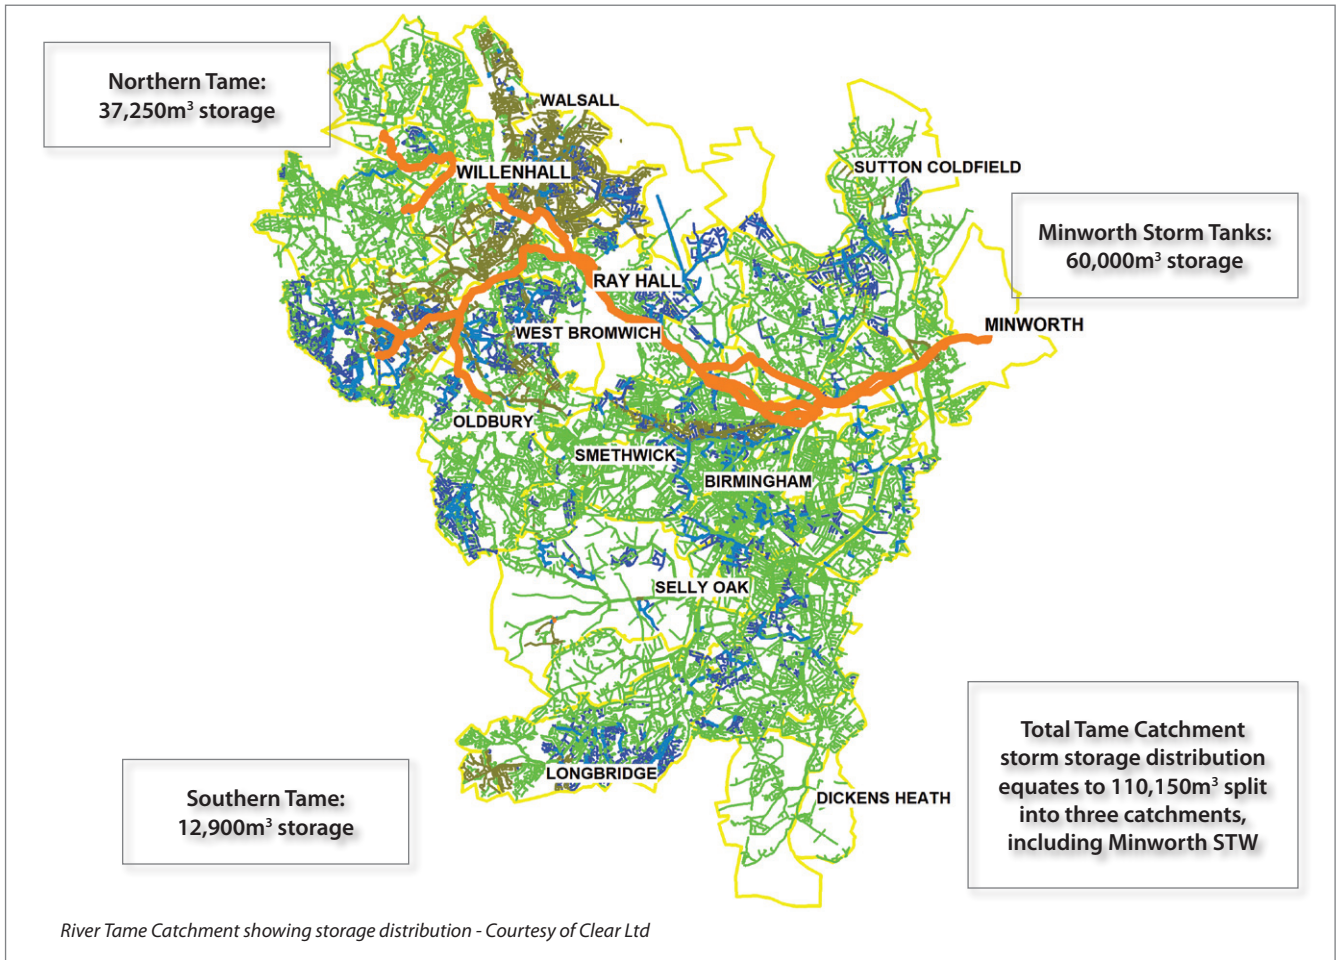 Northern Tame:
37,250m³ storage
WALSALL
WILLENHALL
SUTTON COLDFIELD
Minworth Storm Tanks:
60,000m³ storage
RAY HALL
MINWORTH
WEST BROMWICH
OLDBURY
SMETHWICK
BIRMINGHAM
SELLY OAK
LONGBRIDGE
DICKENS HEATH
Southern Tame:
12,900m³ storage
Total Tame Catchment
storm storage distribution
equates to 110,150m³ split
into three catchments,
including Minworth STW
River Tame Catchment showing storage distribution - Courtesy of Clear Ltd